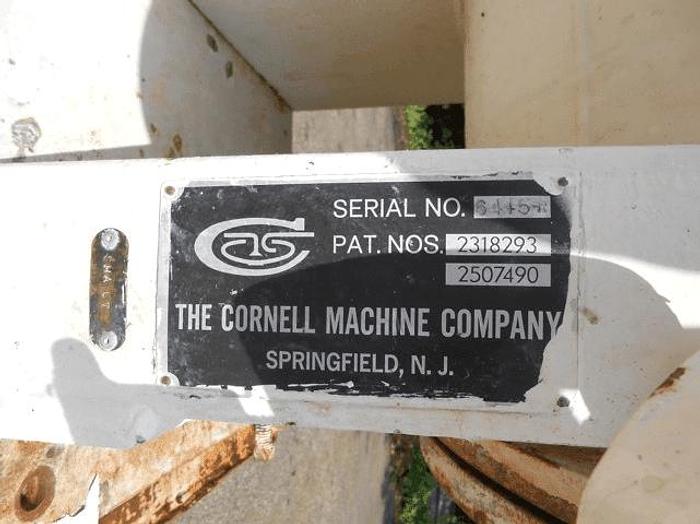 SERIAL NO.
PAT. NOS. 2318293
2507490
THE CORNELL MACHINE COMPANY
SPRINGFIELD, N. J.